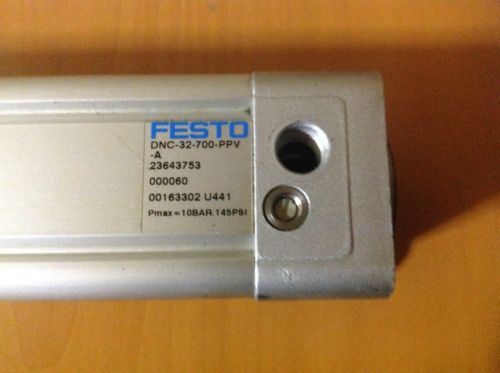 FESTO
DNC-32-700-PPV
-A
23643753
000060
00163302 U441
Pmax=10BAR/145PSI